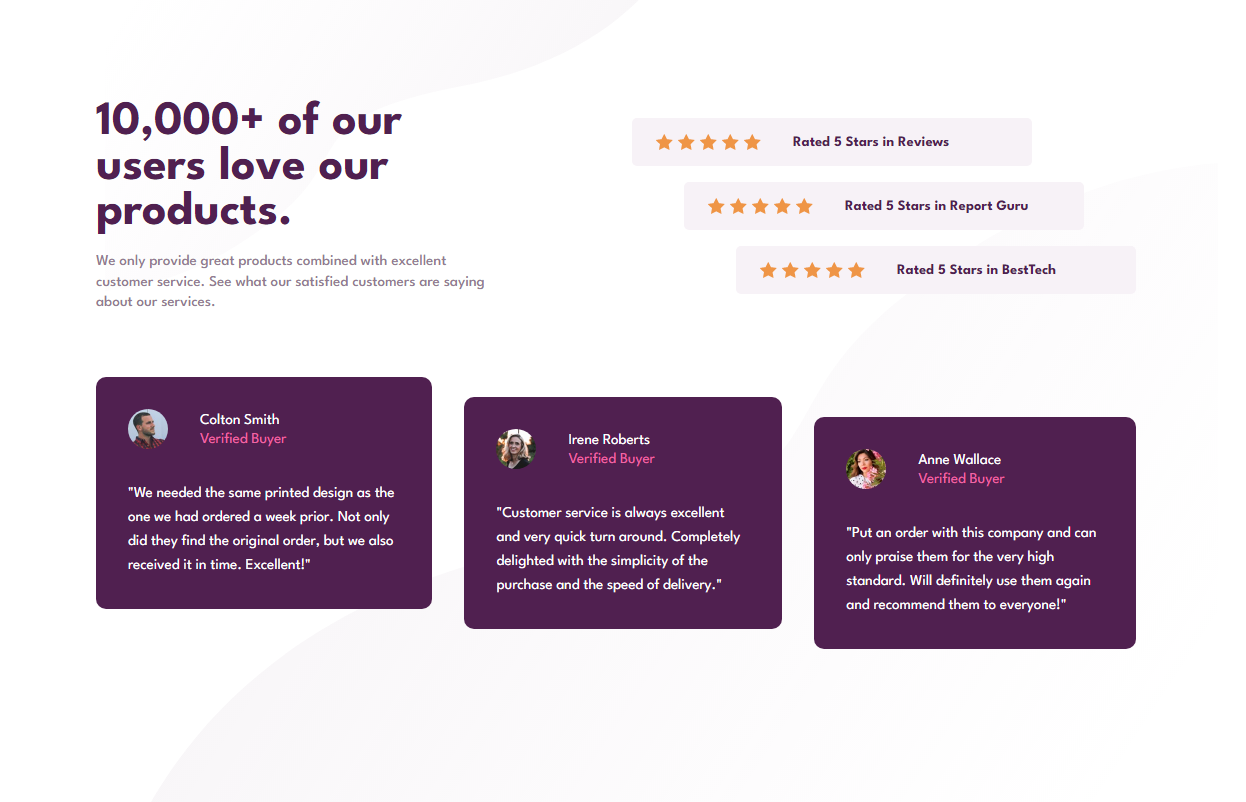 10,000+ of our
users love our
products.
We only provide great products combined with excellent
customer service. See what our satisfied customers are saying
about our services.
Rated 5 Stars in Reviews
Rated 5 Stars in Report Guru
Rated 5 Stars in BestTech
Colton Smith
Verified Buyer
"We needed the same printed design as the
one we had ordered a week prior. Not only
did they find the original order, but we also
received it in time. Excellent!"
Irene Roberts
Verified Buyer
"Customer service is always excellent
and very quick turn around. Completely
delighted with the simplicity of the
purchase and the speed of delivery."
Anne Wallace
Verified Buyer
"Put an order with this company and can
only praise them for the very high
standard. Will definitely use them again
and recommend them to everyone!"